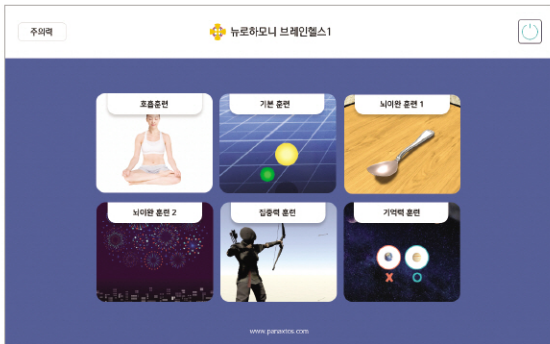 주의력
뉴로하모니 브레인헬스1
호흡훈련
기본 훈련
뇌이완 훈련 1
뇌이완 훈련 2
집중력 훈련
기억력 훈련
X O
www.panaxtos.com